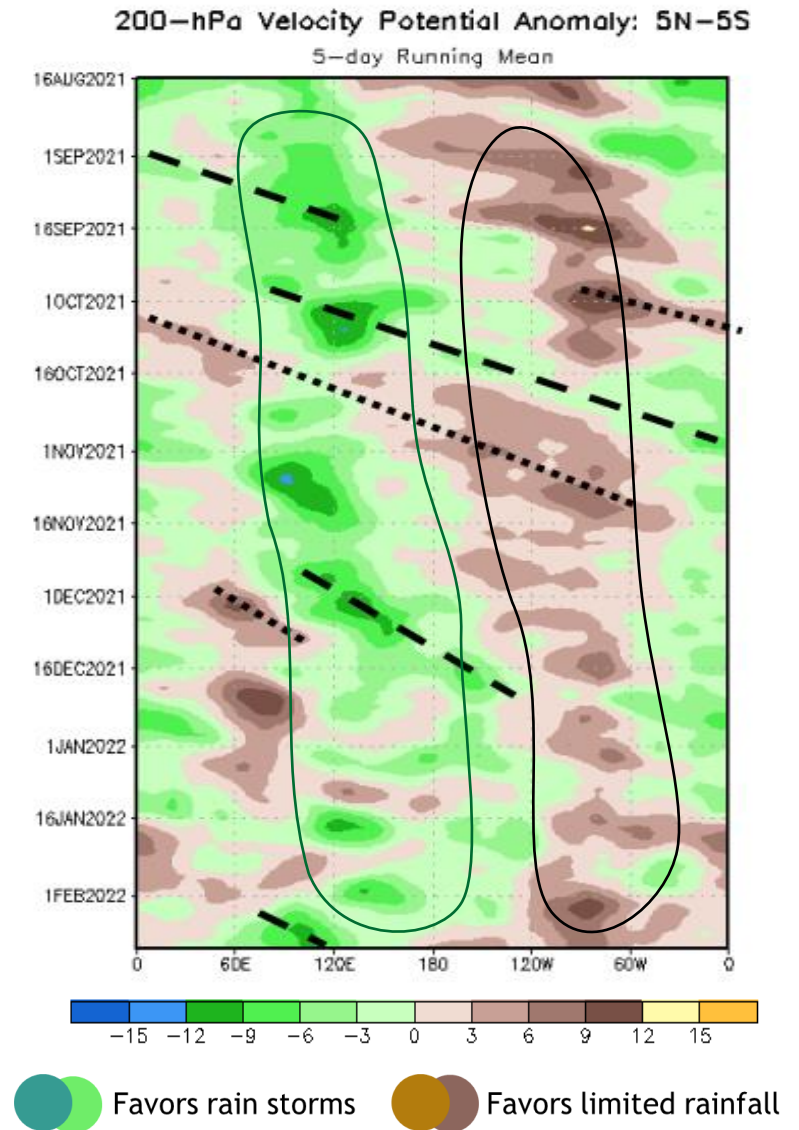 200-hPa Velocity Potential Anomaly: 5N-5S
5-day Running Mean
16AUG2021
1SEP2021
16SEP2021
1OCT2021
16OCT2021
1NOV2021
16NOV2021
1DEC2021
16DEC2021
1JAN2022
16JAN2022
1FEB2022
0 60E 120E 180 120W 60W 0
-15 -12 -9 -6 -3 0 3 6 9 12 15
Favors rain storms Favors limited rainfall